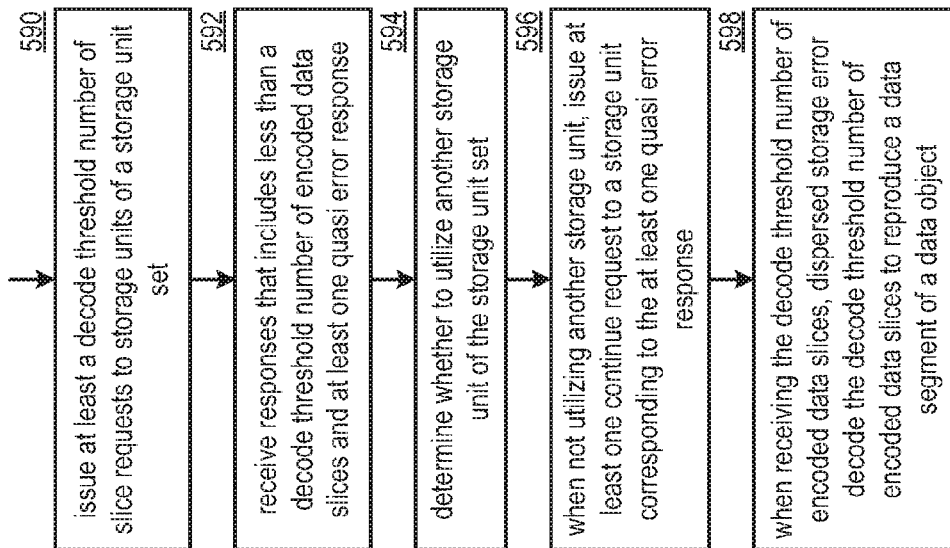 590
issue at least a decode threshold number of
slice requests to storage units of a storage unit
set
592
receive responses that includes less than a
decode threshold number of encoded data
slices and at least one quasi error response
594
determine whether to utilize another storage
unit of the storage unit set
596
when not utilizing another storage unit, issue at
least one continue request to a storage unit
corresponding to the at least one quasi error
response
598
when receiving the decode threshold number of
encoded data slices, dispersed storage error
decode the decode threshold number of
encoded data slices to reproduce a data
segment of a data object